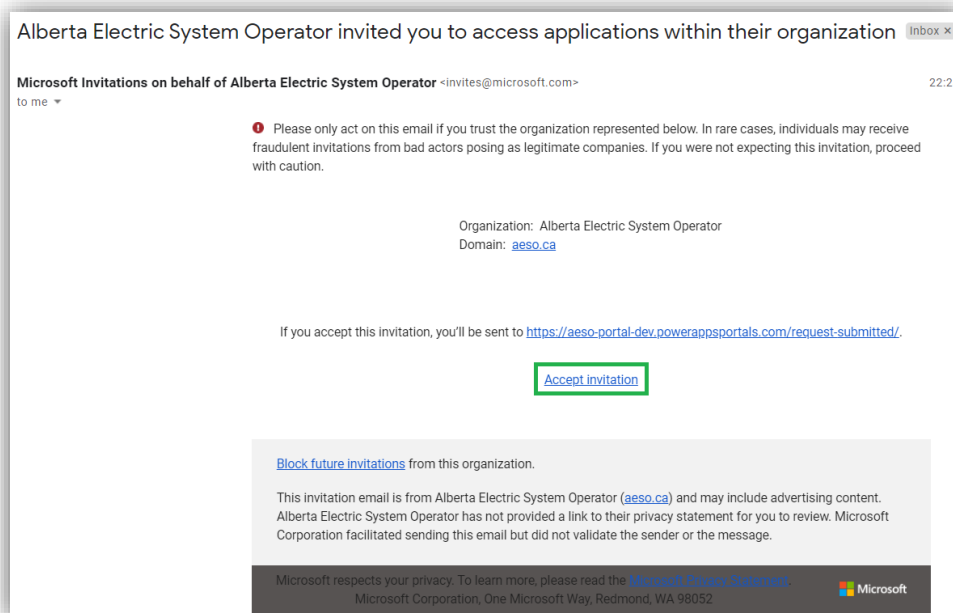 Alberta Electric System Operator invited you to access applications within their organization Inbox ×
Microsoft Invitations on behalf of Alberta Electric System Operator <invites@microsoft.com> 22:2
to me
Please only act on this email if you trust the organization represented below. In rare cases, individuals may receive
fraudulent invitations from bad actors posing as legitimate companies. If you were not expecting this invitation, proceed
with caution.
Organization: Alberta Electric System Operator
Domain: aeso.ca
If you accept this invitation, you'll be sent to https://aeso-portal-dev.powerappsportals.com/request-submitted/.
Accept invitation
Block future invitations from this organization.
This invitation email is from Alberta Electric System Operator (aeso.ca) and may include advertising content.
Alberta Electric System Operator has not provided a link to their privacy statement for you to review. Microsoft
Corporation facilitated sending this email but did not validate the sender or the message.
Microsoft respects your privacy. To learn more, please read the Microsoft Privacy Statement.
Microsoft Corporation, One Microsoft Way, Redmond, WA 98052
Microsoft